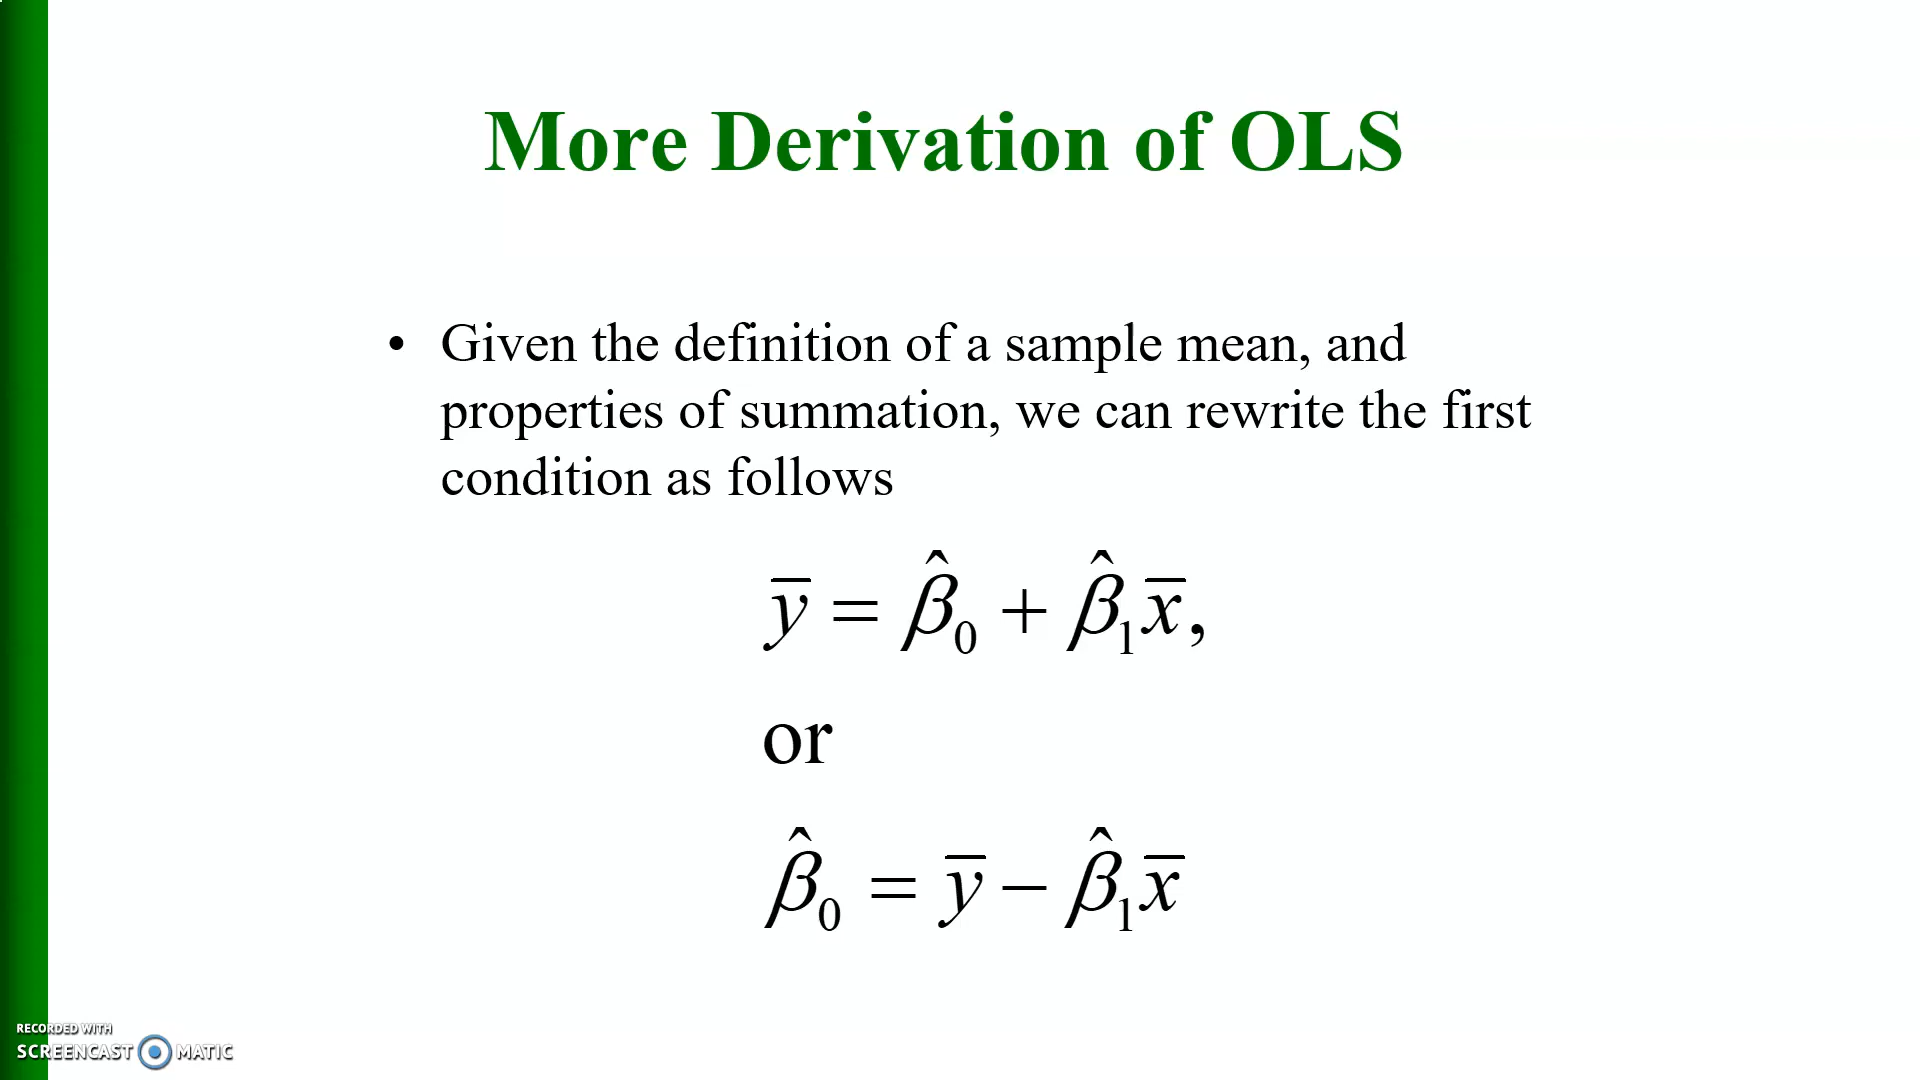 More Derivation of OLS
• Given the definition of a sample mean, and
properties of summation, we can rewrite the first
condition as follows
y̅ = β̂₀ + β̂₁x̅,
or
β̂₀ = y̅ − β̂₁x̅
RECORDED WITH
SCREENCAST MATIC